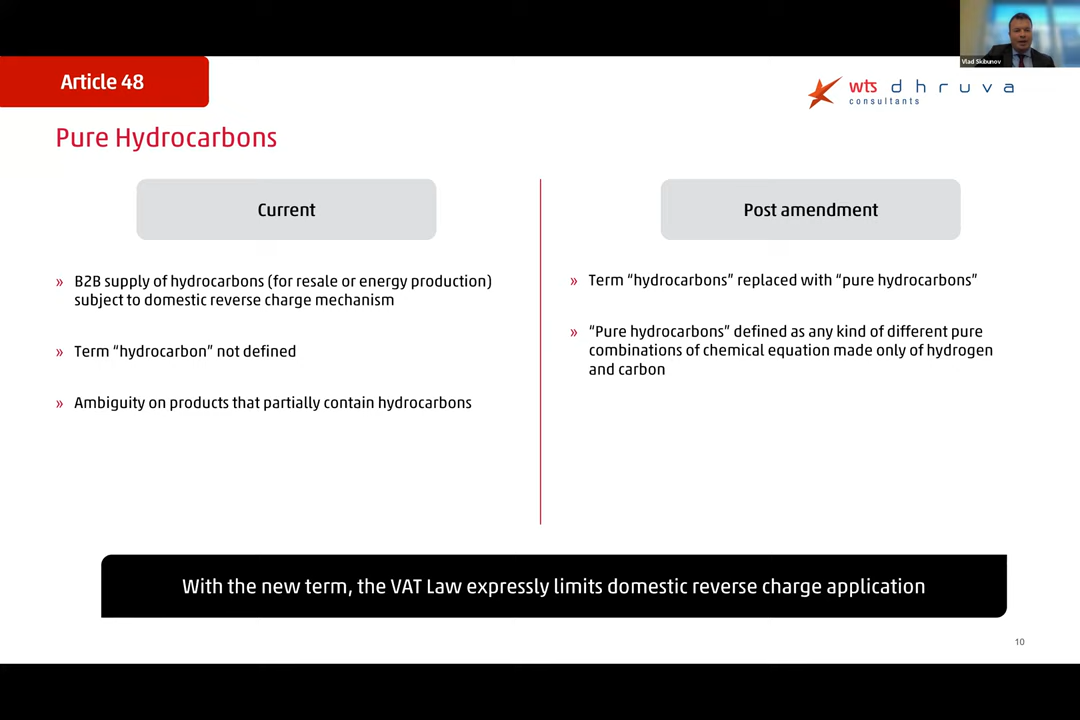 Vlad Skibunov
Article 48
wts dhruva
consultants
Pure Hydrocarbons
Current
» B2B supply of hydrocarbons (for resale or energy production)
subject to domestic reverse charge mechanism
» Term “hydrocarbon” not defined
» Ambiguity on products that partially contain hydrocarbons
Post amendment
» Term “hydrocarbons” replaced with “pure hydrocarbons”
» “Pure hydrocarbons” defined as any kind of different pure
combinations of chemical equation made only of hydrogen
and carbon
With the new term, the VAT Law expressly limits domestic reverse charge application
10